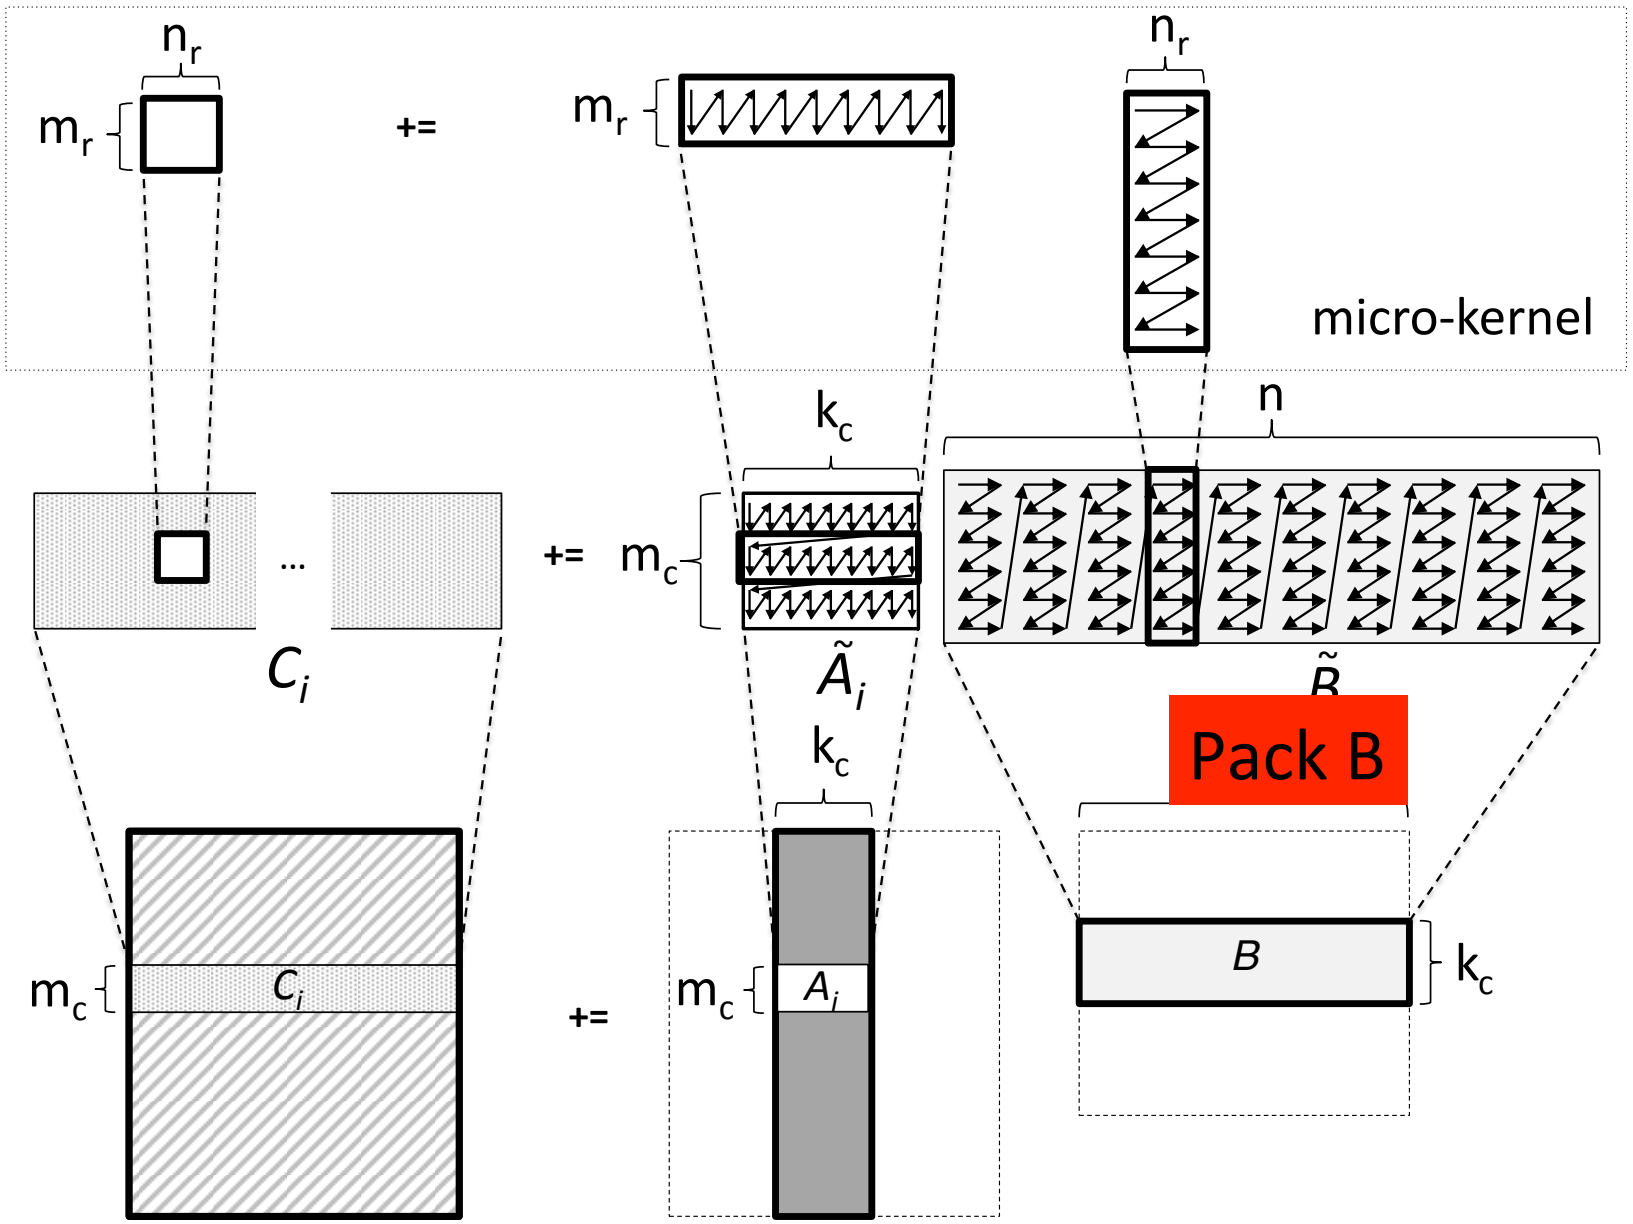 n_r
m_r
+=
m_r
n_r
micro-kernel
k_c
n
...
+=
m_c
C_i
Ã_i
B̃
Pack B
k_c
m_c
C_i
+=
m_c
A_i
B
k_c